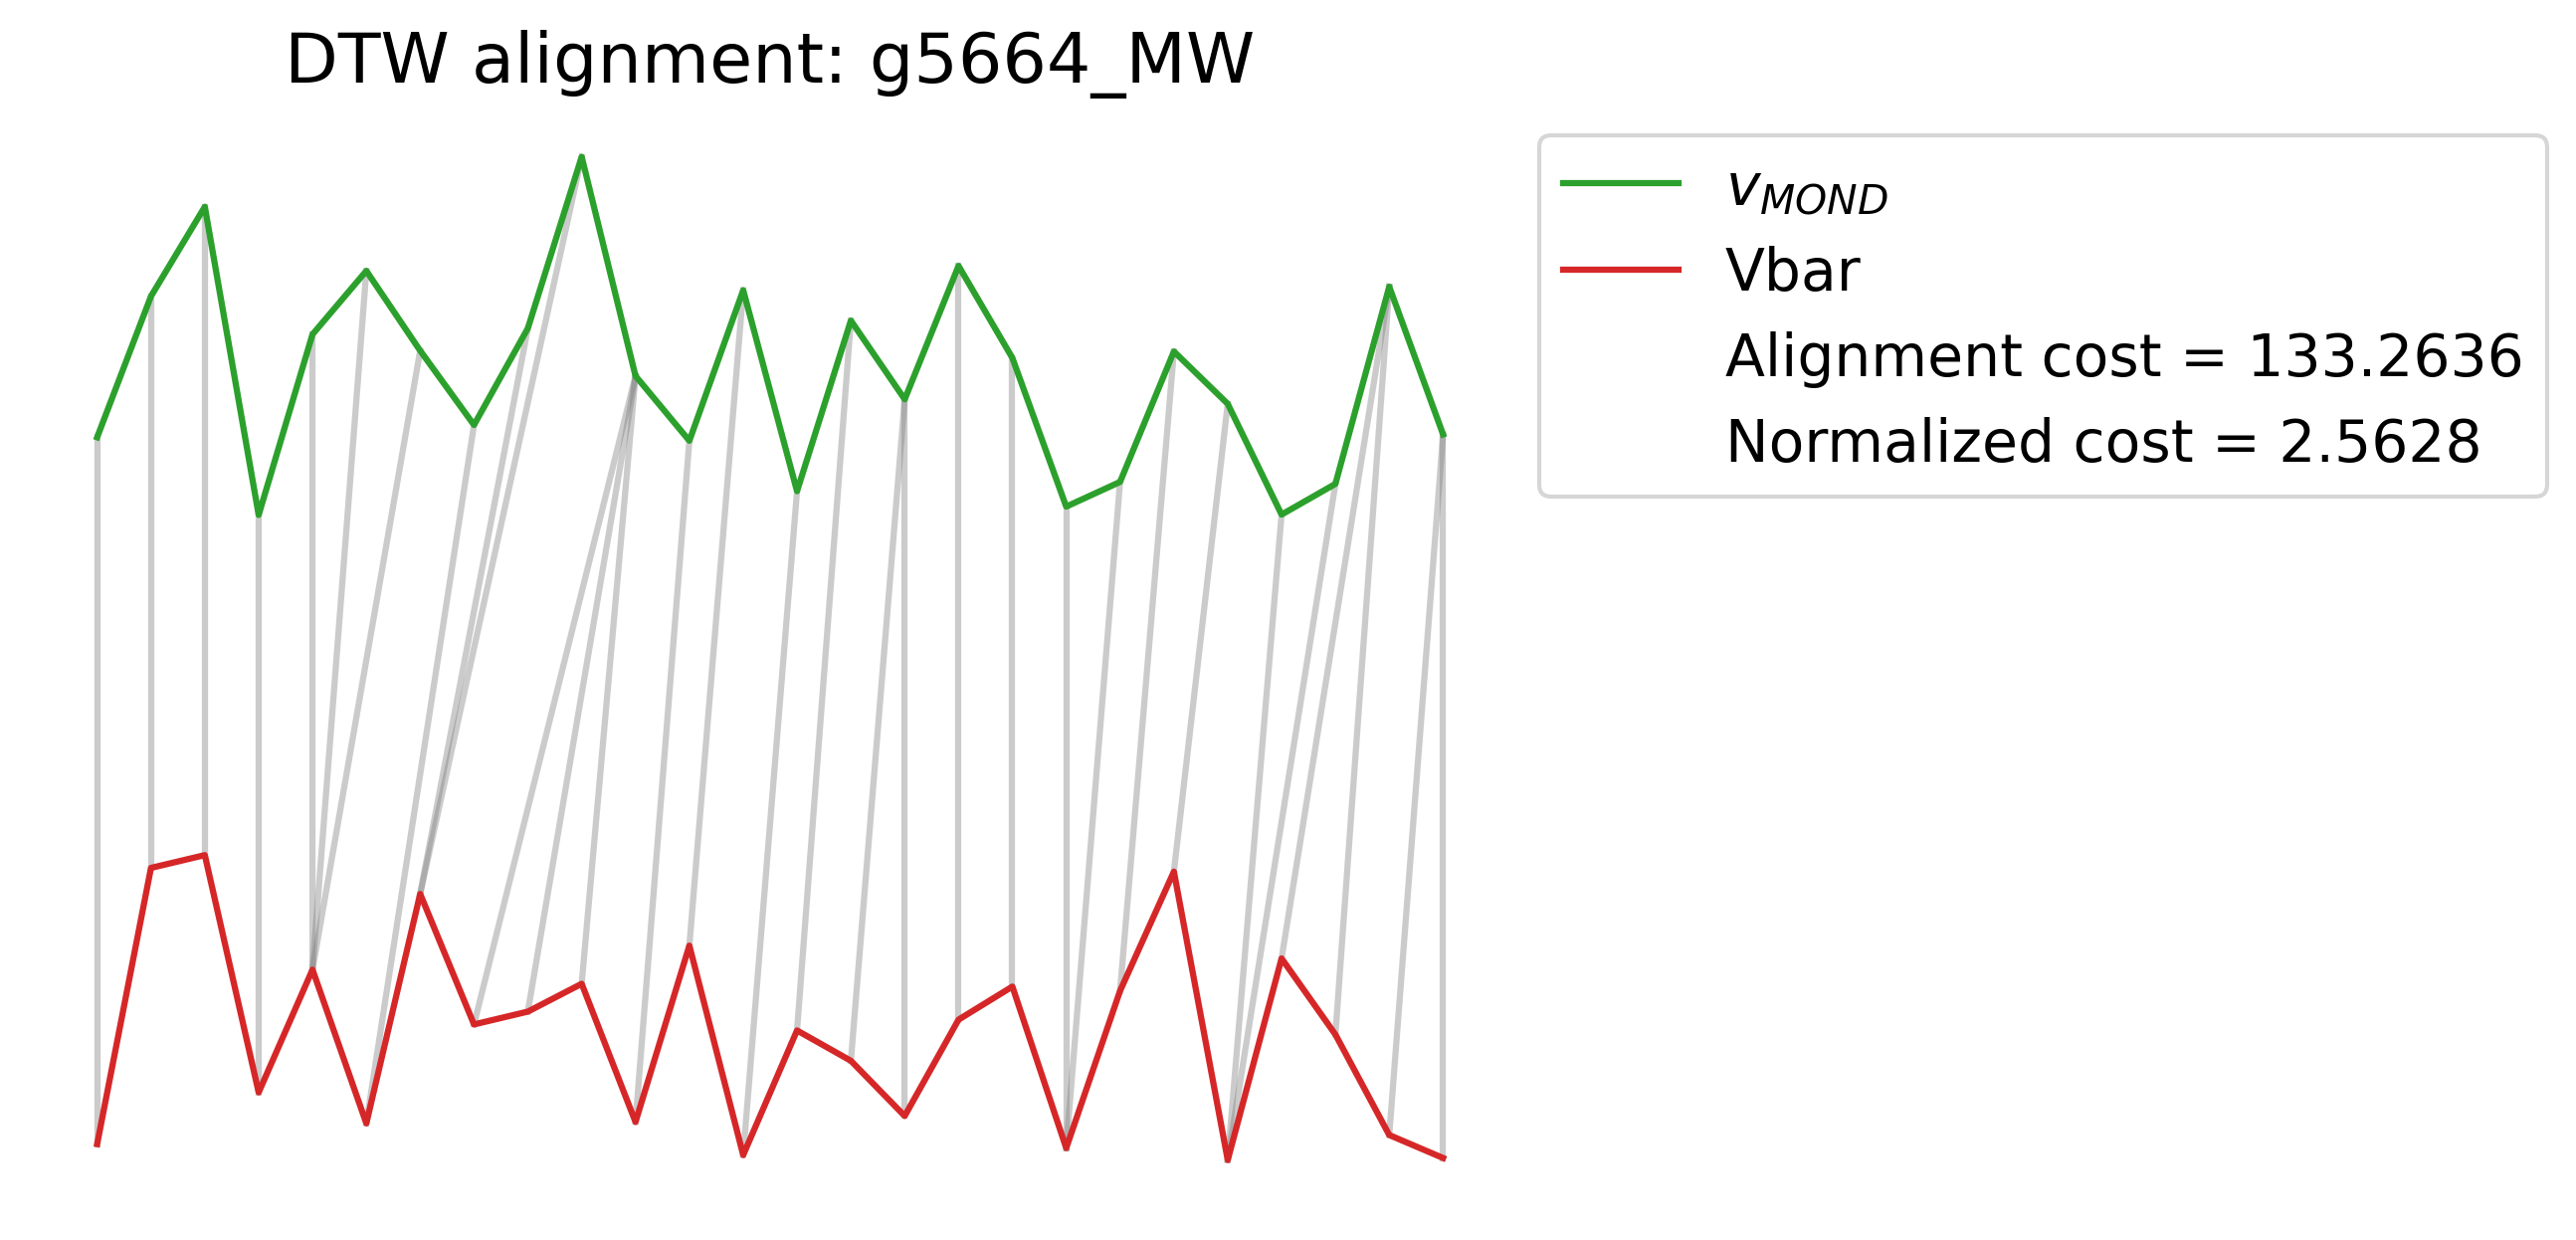 DTW alignment: g5664_MW
v_MOND
Vbar
Alignment cost = 133.2636
Normalized cost = 2.5628